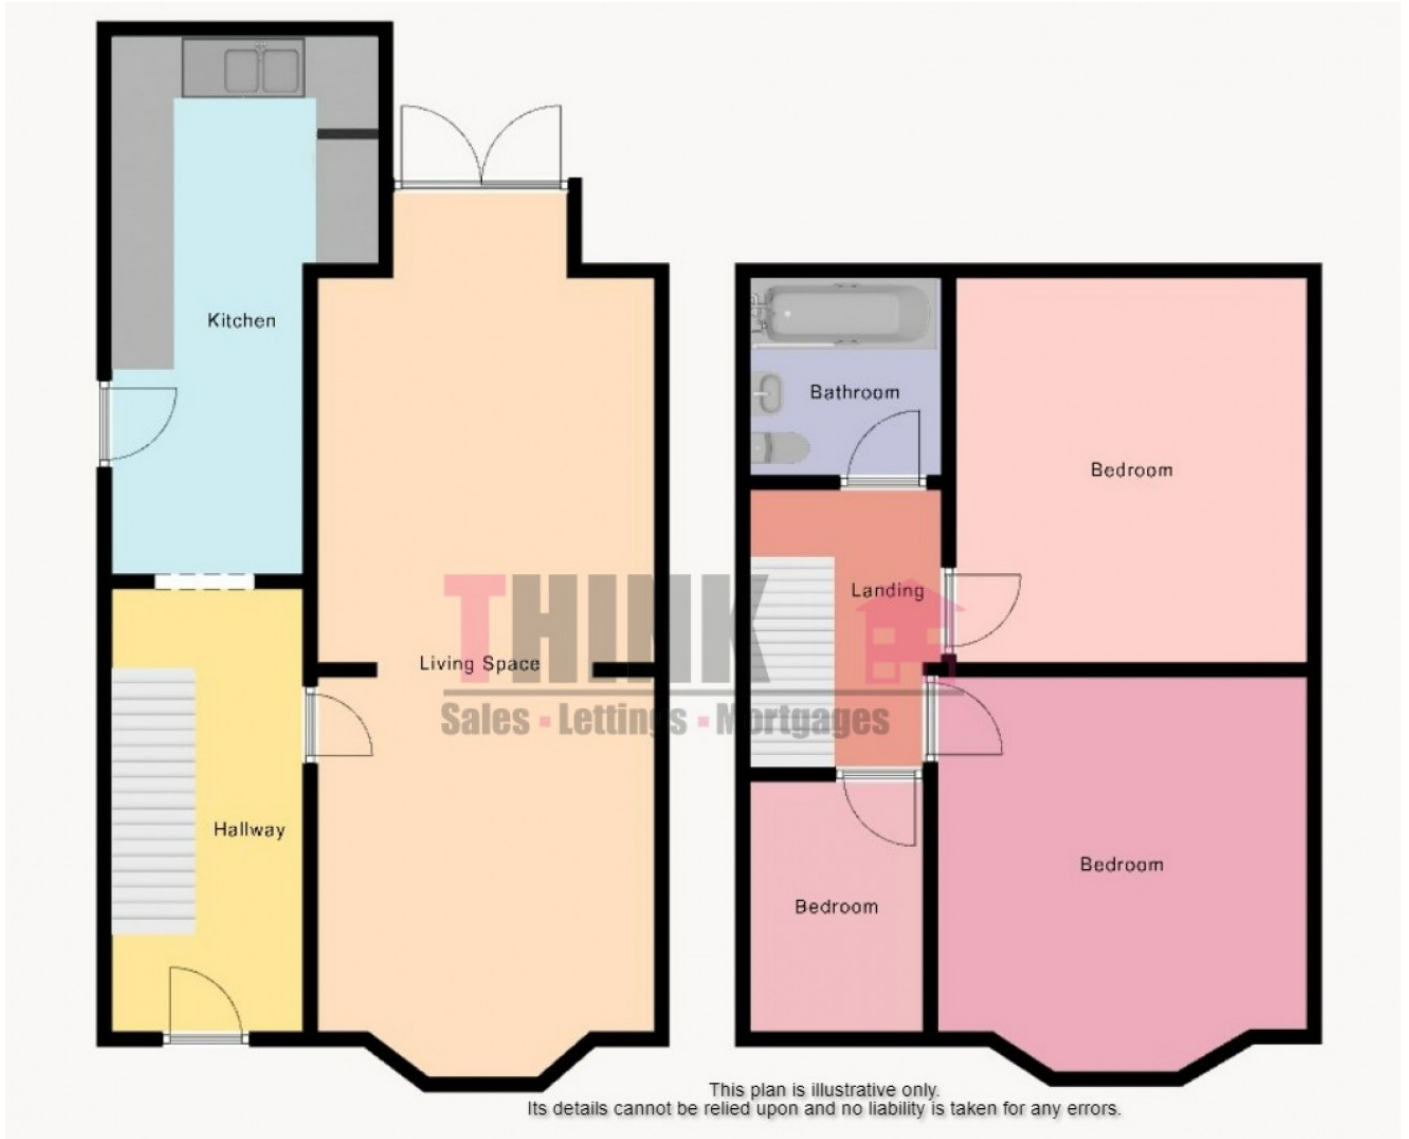 Kitchen
Bathroom
Bedroom
Landing
THINK
Living Space
Sales ▪ Lettings ▪ Mortgages
Hallway
Bedroom
Bedroom
This plan is illustrative only.
Its details cannot be relied upon and no liability is taken for any errors.